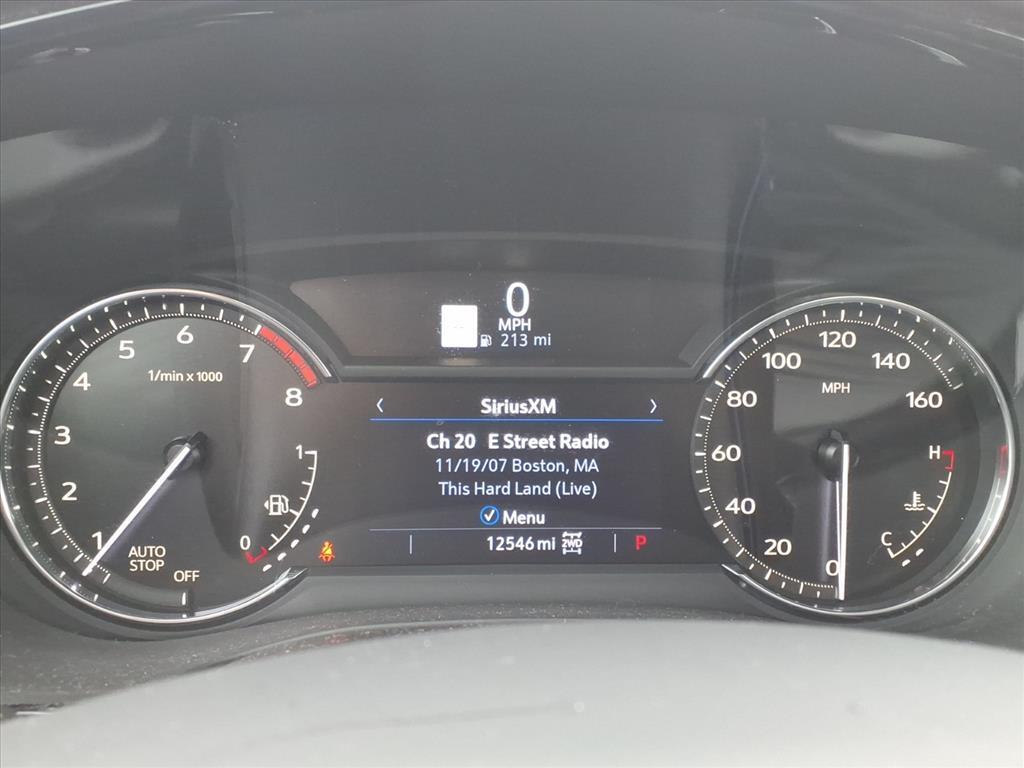 0
MPH
213 mi
1
2
3
4
5
6
7
8
1/min x 1000
AUTO
STOP
OFF
1
0
< SiriusXM >
Ch 20 E Street Radio
11/19/07 Boston, MA
This Hard Land (Live)
Menu
12546 mi 2WD P
0
20
40
60
80
100
120
140
160
MPH
H
C